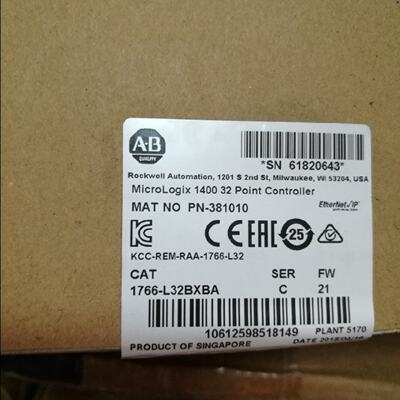 A-B
QUALITY
*SN 61820643*
Rockwell Automation, 1201 S 2nd St, Milwaukee, WI 53204, USA
MicroLogix 1400 32 Point Controller
MAT NO PN-381010
EtherNet/IP
CE EAC 25
KCC-REM-RAA-1766-L32
CAT SER FW
1766-L32BXBA C 21
10612598518149 PLANT 5170
PRODUCT OF SINGAPORE DATE